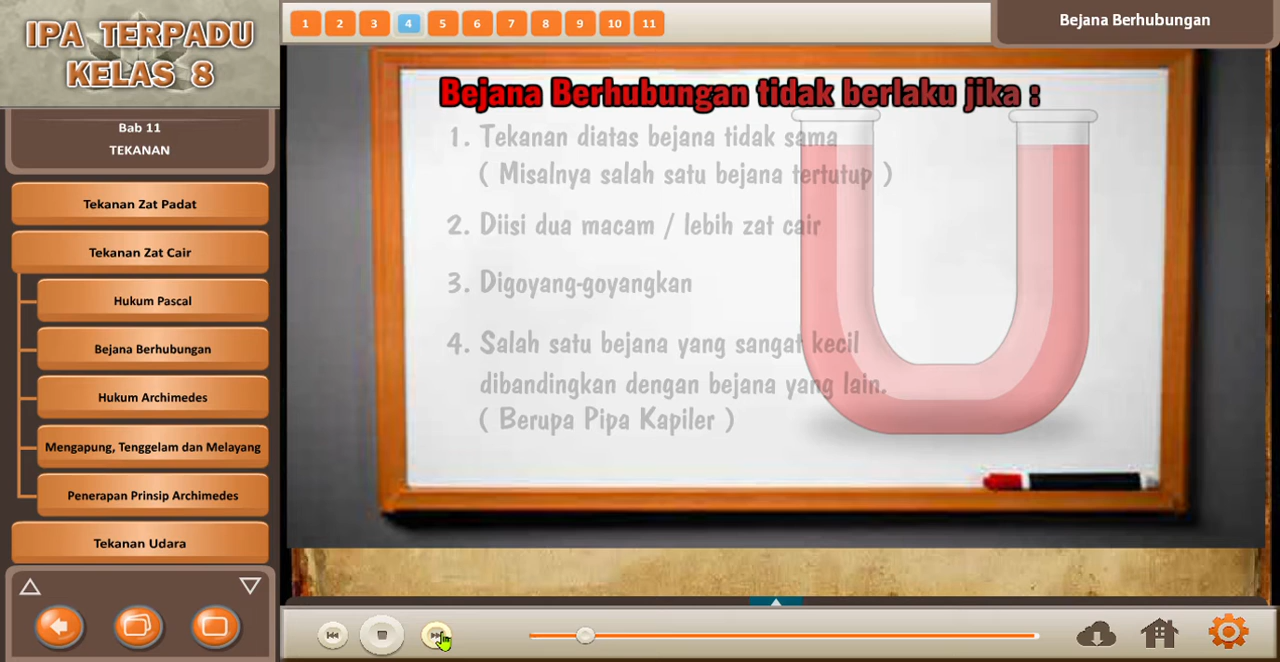 IPA TERPADU
KELAS 8
Bab 11
TEKANAN
Tekanan Zat Padat
Tekanan Zat Cair
Hukum Pascal
Bejana Berhubungan
Hukum Archimedes
Mengapung, Tenggelam dan Melayang
Penerapan Prinsip Archimedes
Tekanan Udara
1 2 3 4 5 6 7 8 9 10 11
Bejana Berhubungan
Bejana Berhubungan tidak berlaku jika :
1. Tekanan diatas bejana tidak sama
( Misalnya salah satu bejana tertutup )
2. Diisi dua macam / lebih zat cair
3. Digoyang-goyangkan
4. Salah satu bejana yang sangat kecil
dibandingkan dengan bejana yang lain.
( Berupa Pipa Kapiler )